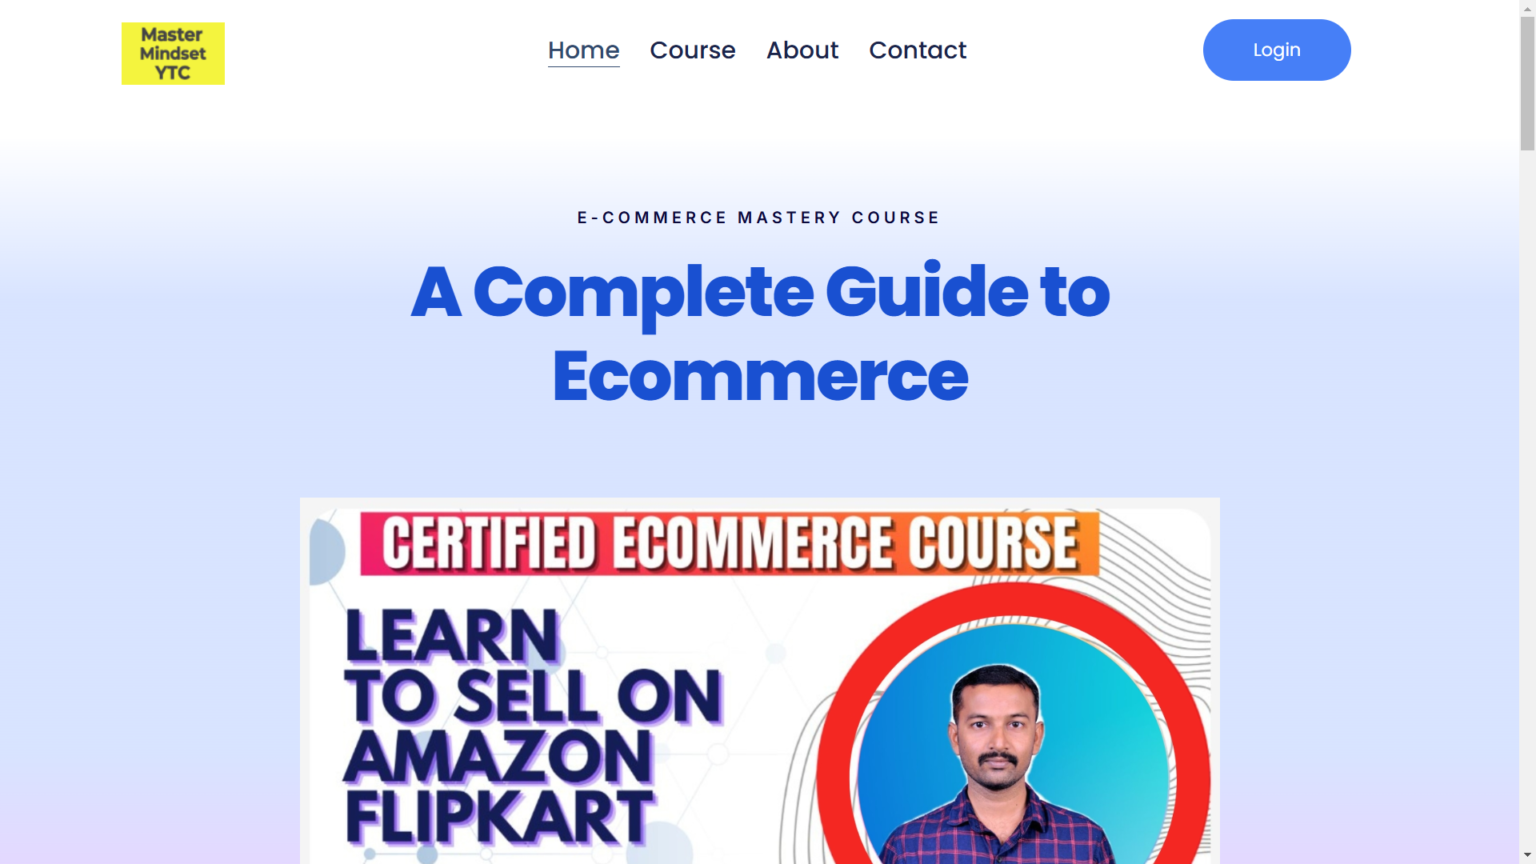 Master
Mindset
YTC
Home
Course
About
Contact
Login
E-COMMERCE MASTERY COURSE
A Complete Guide to
Ecommerce
CERTIFIED ECOMMERCE COURSE
LEARN
TO SELL ON
AMAZON
FLIPKART